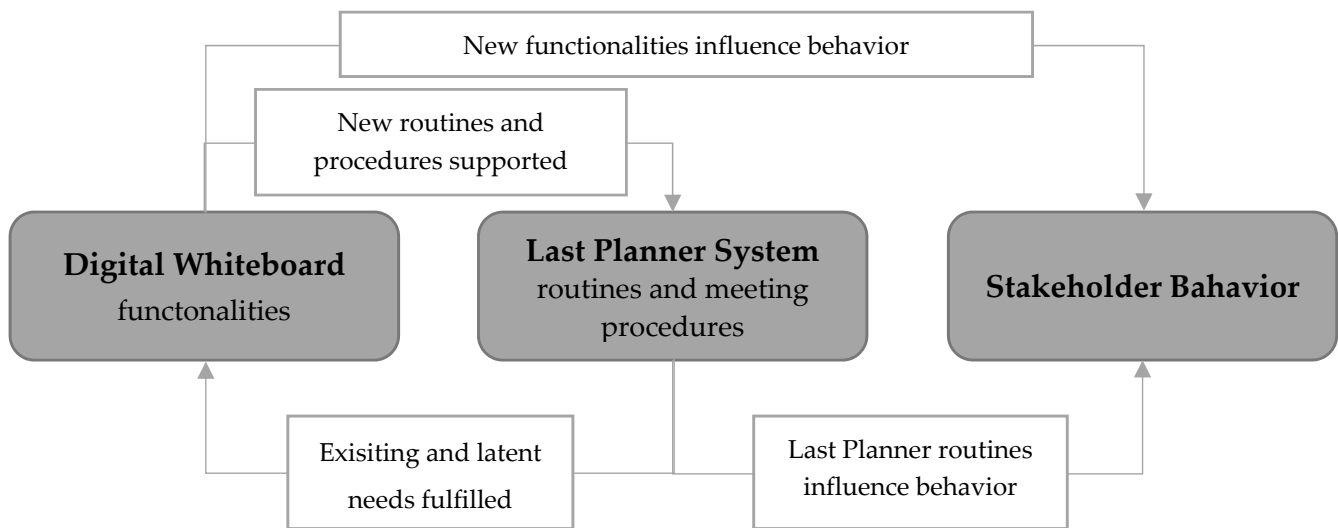 New functionalities influence behavior
New routines and
procedures supported
Digital Whiteboard
functonalities
Last Planner System
routines and meeting
procedures
Stakeholder Bahavior
Exisiting and latent
needs fulfilled
Last Planner routines
influence behavior